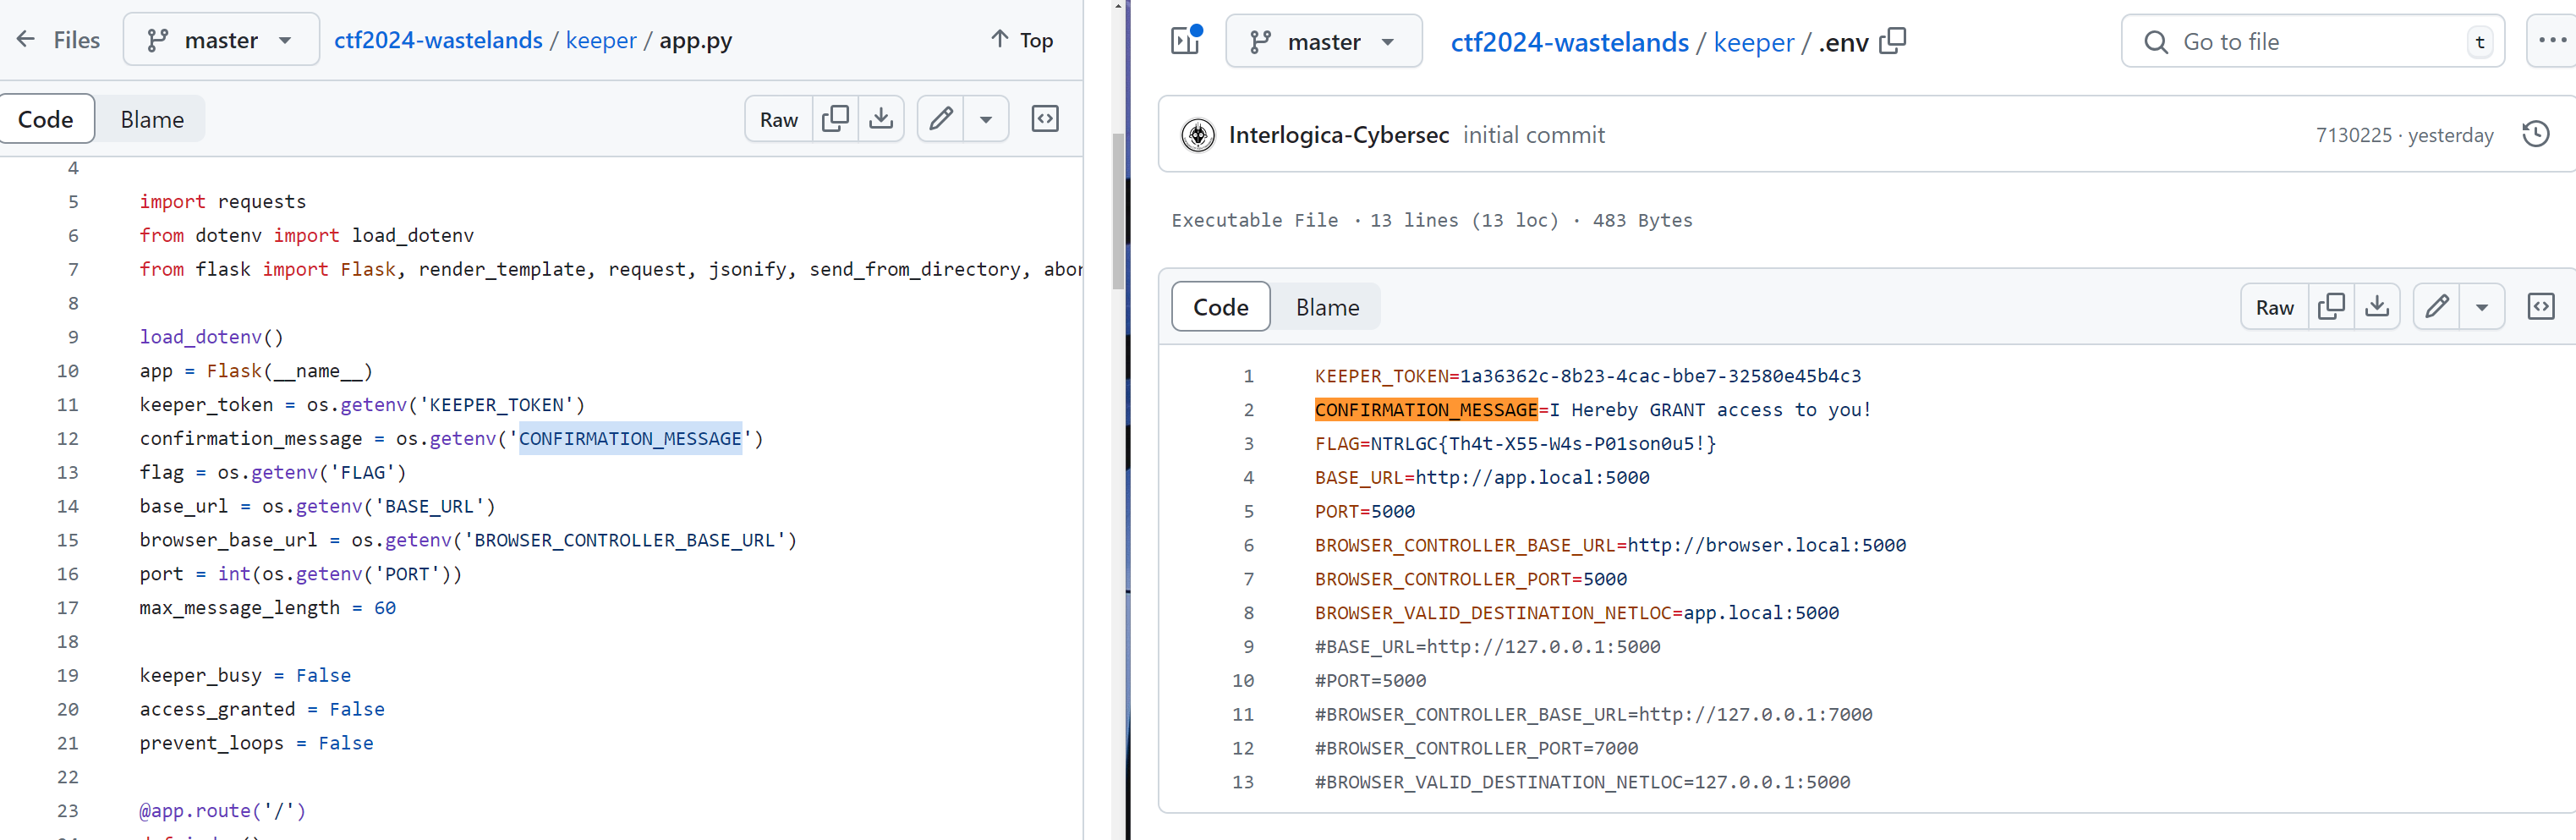 Files master ctf2024-wastelands / keeper / app.py Top
Code Blame Raw
4
5 import requests
6 from dotenv import load_dotenv
7 from flask import Flask, render_template, request, jsonify, send_from_directory, abor
8
9 load_dotenv()
10 app = Flask(__name__)
11 keeper_token = os.getenv('KEEPER_TOKEN')
12 confirmation_message = os.getenv('CONFIRMATION_MESSAGE')
13 flag = os.getenv('FLAG')
14 base_url = os.getenv('BASE_URL')
15 browser_base_url = os.getenv('BROWSER_CONTROLLER_BASE_URL')
16 port = int(os.getenv('PORT'))
17 max_message_length = 60
18
19 keeper_busy = False
20 access_granted = False
21 prevent_loops = False
22
23 @app.route('/')
master ctf2024-wastelands / keeper / .env Go to file t
Interlogica-Cybersec initial commit 7130225 · yesterday
Executable File · 13 lines (13 loc) · 483 Bytes
Code Blame Raw
1 KEEPER_TOKEN=1a36362c-8b23-4cac-bbe7-32580e45b4c3
2 CONFIRMATION_MESSAGE=I Hereby GRANT access to you!
3 FLAG=NTRLGC{Th4t-X55-W4s-P01son0u5!}
4 BASE_URL=http://app.local:5000
5 PORT=5000
6 BROWSER_CONTROLLER_BASE_URL=http://browser.local:5000
7 BROWSER_CONTROLLER_PORT=5000
8 BROWSER_VALID_DESTINATION_NETLOC=app.local:5000
9 #BASE_URL=http://127.0.0.1:5000
10 #PORT=5000
11 #BROWSER_CONTROLLER_BASE_URL=http://127.0.0.1:7000
12 #BROWSER_CONTROLLER_PORT=7000
13 #BROWSER_VALID_DESTINATION_NETLOC=127.0.0.1:5000